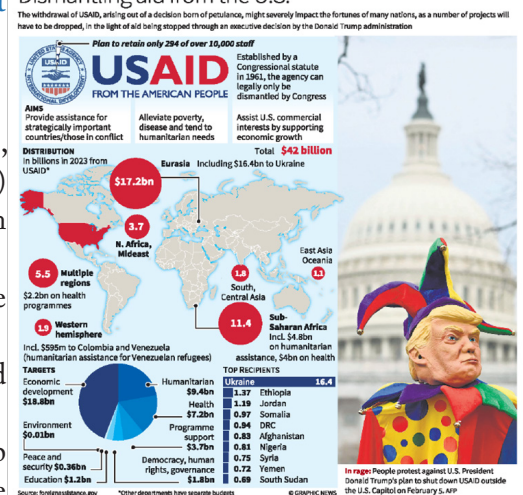 Dismantling aid from the U.S.
The withdrawal of USAID, arising out of a decision born of petulance, might severely impact the fortunes of many nations, as a number of projects will
have to be dropped, in the light of aid being stopped through an executive decision by the Donald Trump administration
Plan to retain only 294 of over 10,000 staff
USAID
USAID
FROM THE AMERICAN PEOPLE
Established by a
Congressional statute
in 1961, the agency can
legally only be
dismantled by Congress
AIMS
Provide assistance for
strategically important
countries/those in conflict
Alleviate poverty,
disease and tend to
humanitarian needs
Assist U.S. commercial
interests by supporting
economic growth
DISTRIBUTION
In billions in 2023 from
USAID*
Total $42 billion
Eurasia Including $16.4bn to Ukraine
$17.2bn
3.7
N. Africa,
Mideast
5.5 Multiple
regions
$2.2bn on health
programmes
1.9 Western
hemisphere
Incl. $595m to Colombia and Venezuela
(humanitarian assistance for Venezuelan refugees)
East Asia
Oceania
1.1
1.8
South,
Central Asia
11.4
Sub-
Saharan Africa
Incl. $4.8bn
on humanitarian
assistance, $4bn on health
TARGETS
Economic
development
$18.8bn
Environment
$0.01bn
Peace and
security $0.36bn
Education $1.2bn
Humanitarian
$9.4bn
Health
$7.2bn
Programme
support
$3.7bn
Democracy, human
rights, governance
$1.8bn
TOP RECIPIENTS
Ukraine 16.4
1.37 Ethiopia
1.19 Jordan
0.97 Somalia
0.94 DRC
0.83 Afghanistan
0.81 Nigeria
0.75 Syria
0.72 Yemen
0.69 South Sudan
Source: foreignassistance.gov
*Other departments have separate budgets
© GRAPHIC NEWS
In rage: People protest against U.S. President
Donald Trump's plan to shut down USAID outside
the U.S. Capitol on February 5. AFP